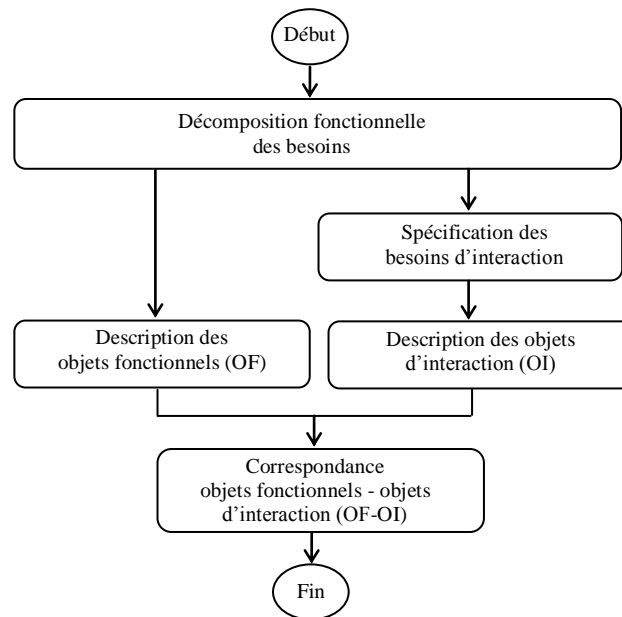 Début
Décomposition fonctionnelle
des besoins
Spécification des
besoins d’interaction
Description des
objets fonctionnels (OF)
Description des objets
d’interaction (OI)
Correspondance
objets fonctionnels - objets
d’interaction (OF-OI)
Fin